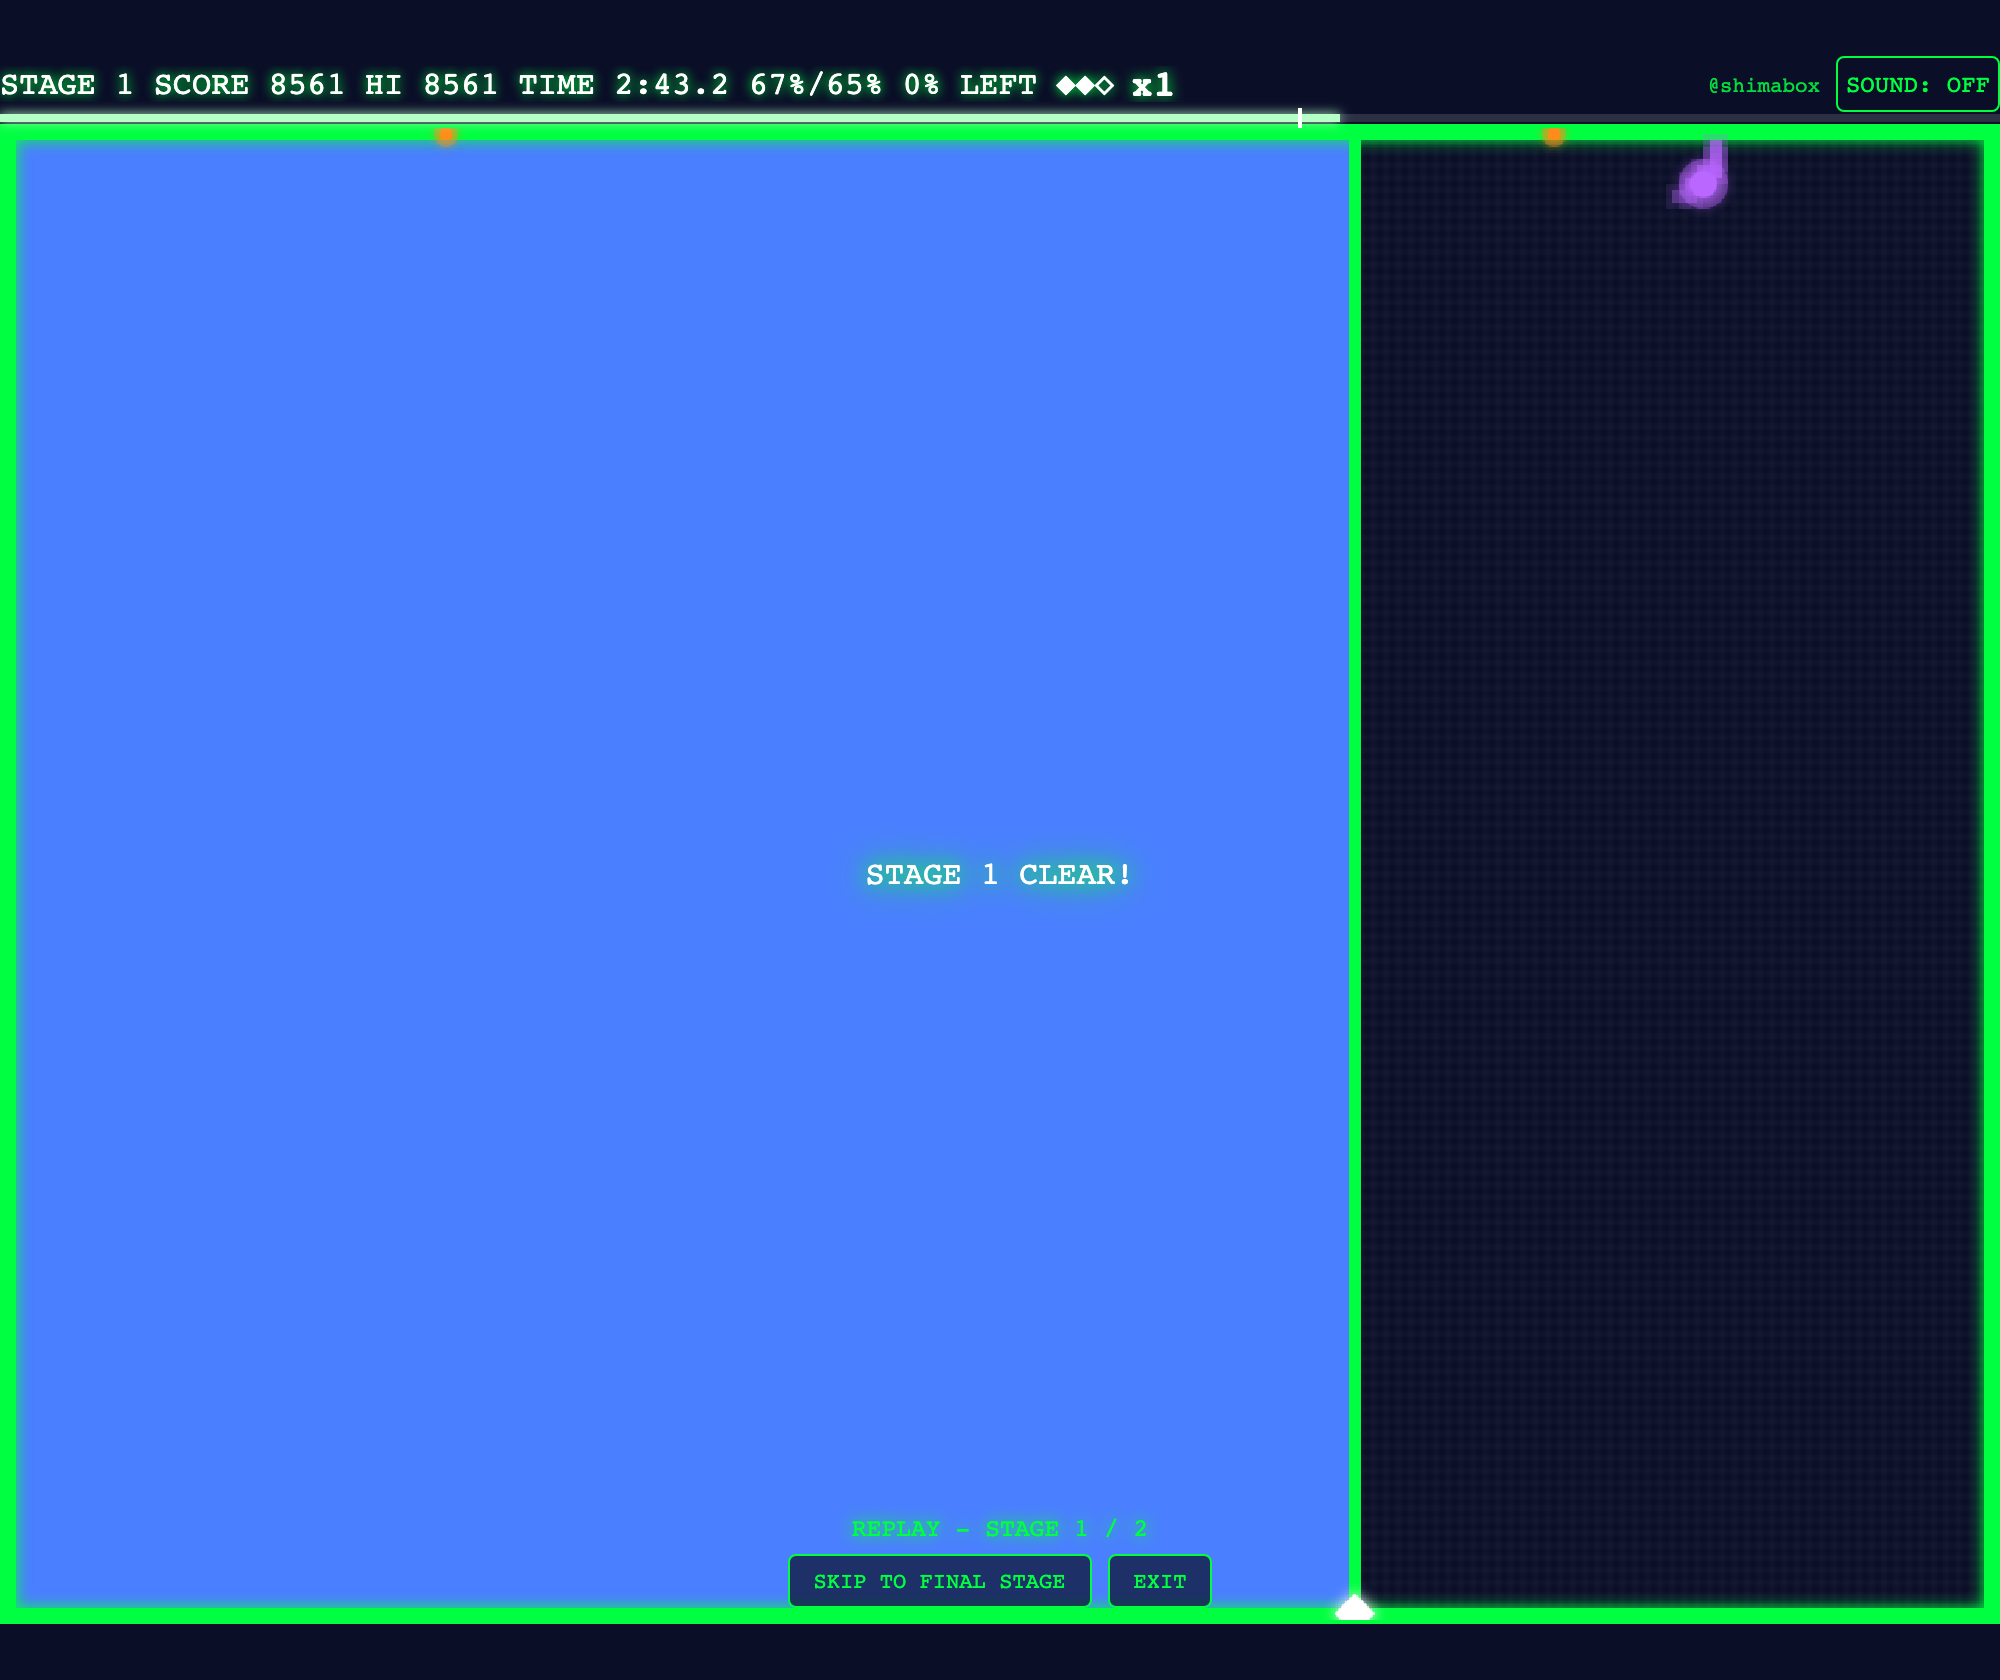 STAGE 1 SCORE 8561 HI 8561 TIME 2:43.2 67%/65% 0% LEFT ◆◆◇ x1
@shimabox
SOUND: OFF
STAGE 1 CLEAR!
REPLAY — STAGE 1 / 2
SKIP TO FINAL STAGE
EXIT